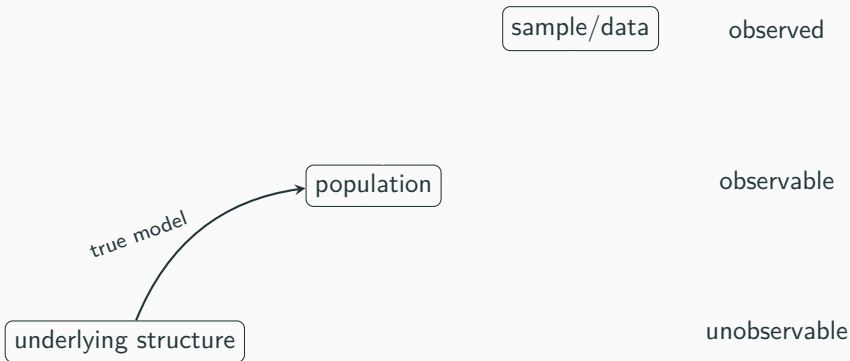 sample/data observed
population observable
true model
underlying structure unobservable